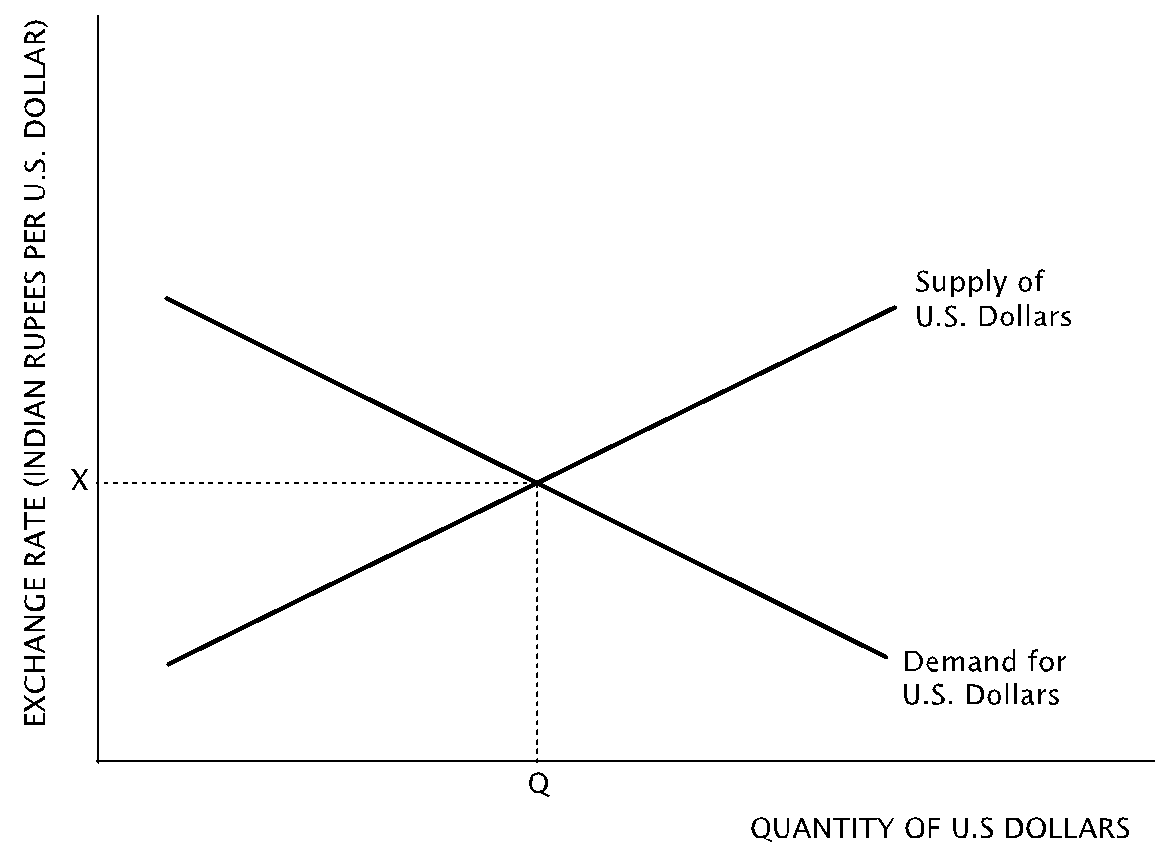 EXCHANGE RATE (INDIAN RUPEES PER U.S. DOLLAR)
Supply of
U.S. Dollars
X
Demand for
U.S. Dollars
Q
QUANTITY OF U.S DOLLARS